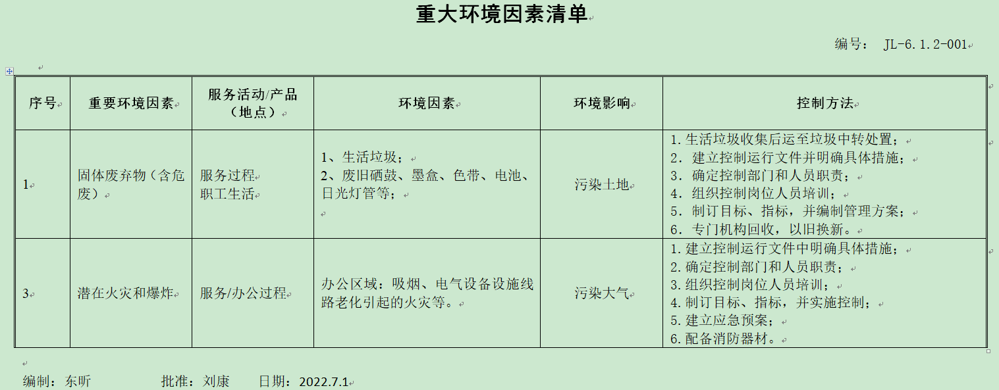 重大环境因素清单
编号： JL-6.1.2-001
序号
重要环境因素
服务活动/产品
（地点）
环境因素
环境影响
控制方法
1
固体废弃物（含危
废）
服务过程
职工生活
1、生活垃圾；
2、废旧硒鼓、墨盒、色带、电池、
日光灯管等；
污染土地
1.生活垃圾收集后运至垃圾中转处置；
2. 建立控制运行文件并明确具体措施；
3. 确定控制部门和人员职责；
4. 组织控制岗位人员培训；
5. 制订目标、指标，并编制管理方案；
6. 专门机构回收，以旧换新。
3
潜在火灾和爆炸
服务/办公过程
办公区域：吸烟、电气设备设施线
路老化引起的火灾等。
污染大气
1.建立控制运行文件中明确具体措施；
2.确定控制部门和人员职责；
3.组织控制岗位人员培训；
4.制订目标、指标，并实施控制；
5.建立应急预案；
6.配备消防器材。
编制：东昕 批准：刘康 日期：2022.7.1